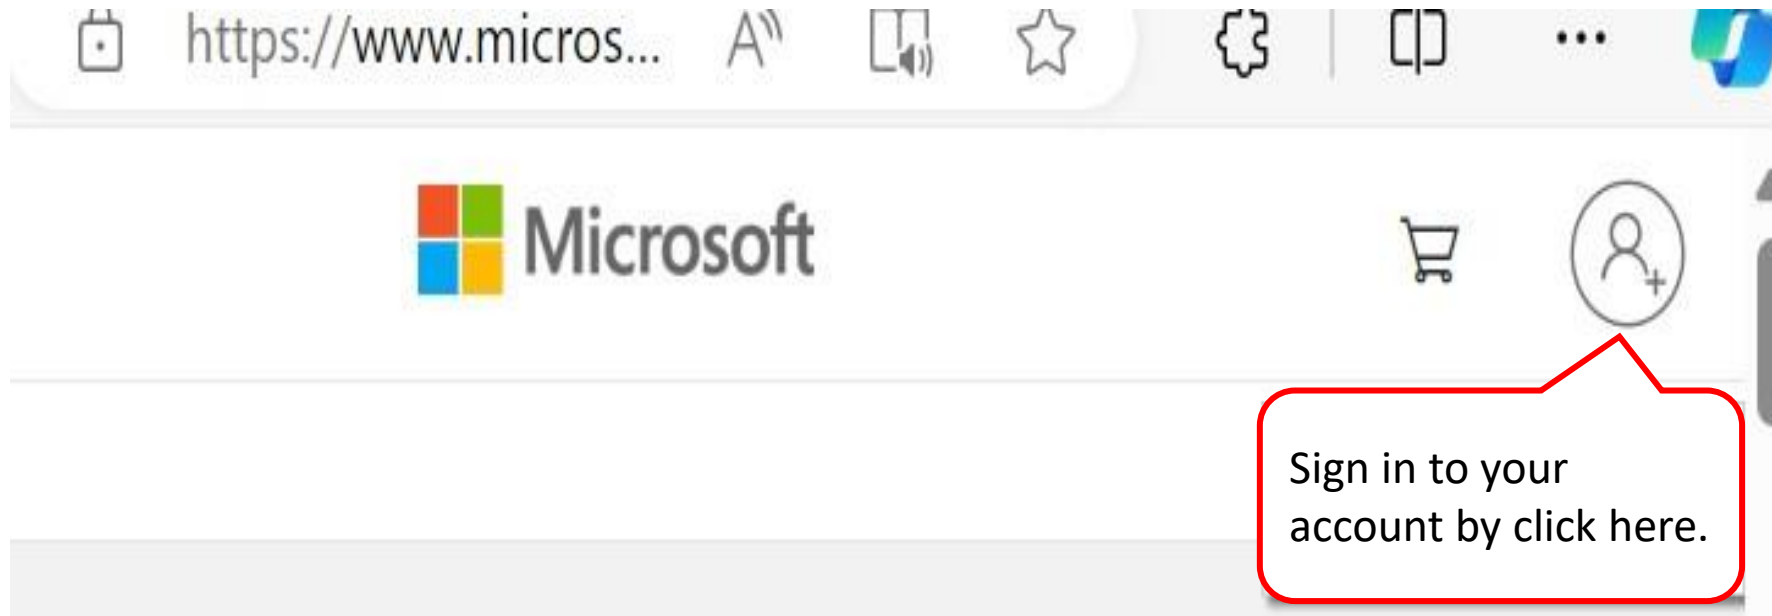 https://www.micros...
Microsoft
Sign in to your
account by click here.